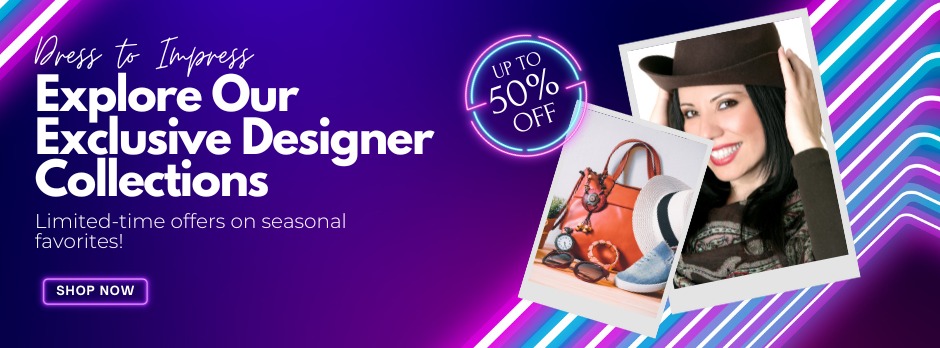 Dress to Impress
Explore Our
Exclusive Designer
Collections
Limited-time offers on seasonal
favorites!
SHOP NOW
UP TO
50%
OFF